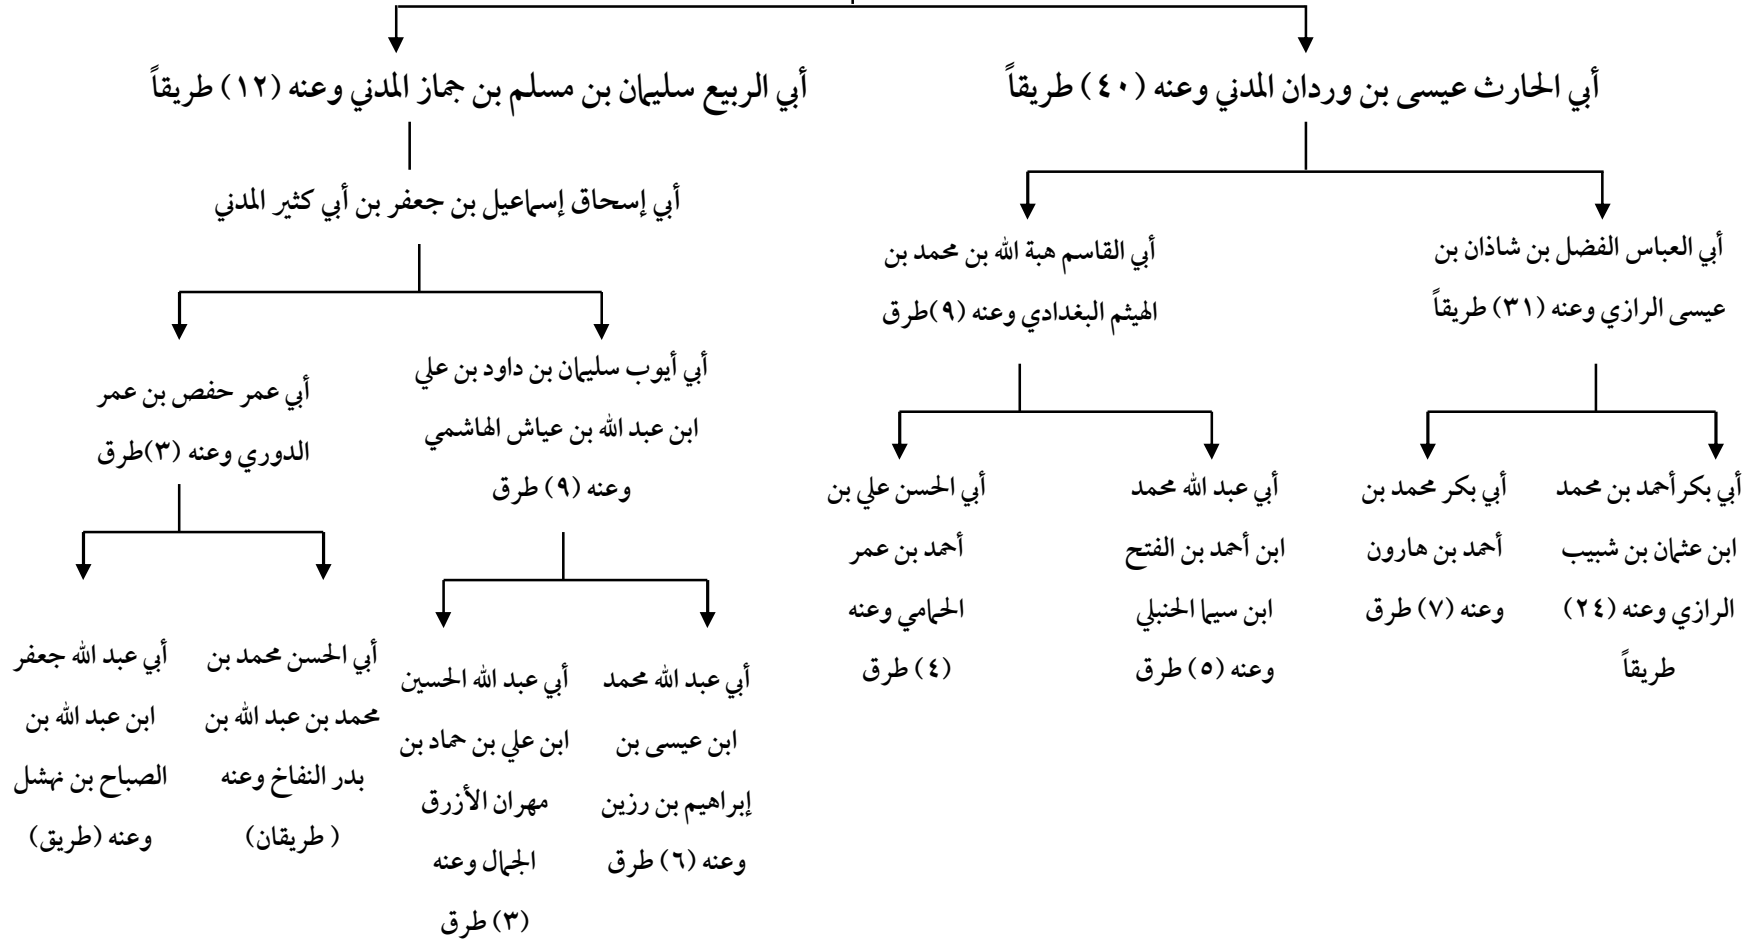 أبي الحارث عيسى بن وردان المدني وعنه (٤٠) طريقاً
أبي الربيع سليمان بن مسلم بن جماز المدني وعنه (١٢) طريقاً
أبي إسحاق إسماعيل بن جعفر بن أبي كثير المدني
أبي العباس الفضل بن شاذان بن
عيسى الرازي وعنه (٣١) طريقاً
أبي القاسم هبة الله بن محمد بن
الهيثم البغدادي وعنه (٩)طرق
أبي أيوب سليمان بن داود بن علي
ابن عبد الله بن عياش الهاشمي
وعنه (٩) طرق
أبي عمر حفص بن عمر
الدوري وعنه (٣)طرق
أبي بكر أحمد بن محمد
ابن عثمان بن شبيب
الرازي وعنه (٢٤)
طريقاً
أبي بكر محمد بن
أحمد بن هارون
وعنه (٧) طرق
أبي عبد الله محمد
ابن أحمد بن الفتح
ابن سيما الحنبلي
وعنه (٥) طرق
أبي الحسن علي بن
أحمد بن عمر
الحمامي وعنه
(٤) طرق
أبي عبد الله محمد
ابن عيسى بن
إبراهيم بن رزين
وعنه (٦) طرق
أبي عبد الله الحسين
ابن علي بن حماد بن
مهران الأزرق
الجمال وعنه
(٣) طرق
أبي الحسن محمد بن
محمد بن عبد الله بن
بدر النفاخ وعنه
( طريقان)
أبي عبد الله جعفر
ابن عبد الله بن
الصباح بن نهشل
وعنه (طريق)